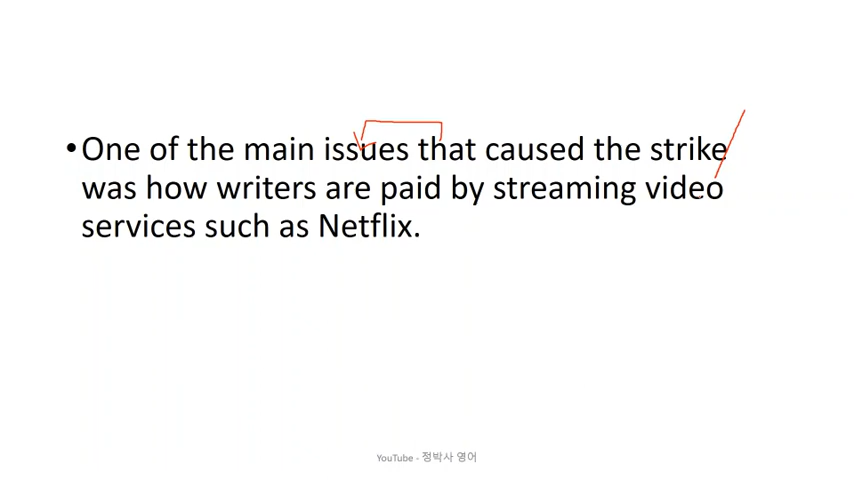 •One of the main issues that caused the strike
was how writers are paid by streaming video
services such as Netflix.
YouTube - 정박사 영어